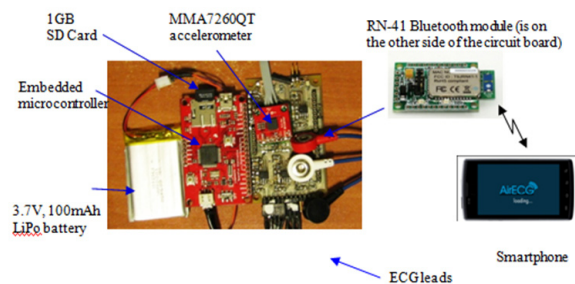 1GB
SD Card
MMA7260QT
accelerometer
RN-41 Bluetooth module (is on
the other side of the circuit board)
Embedded
microcontroller
AirECG
loading...
3.7V, 100mAh
LiPo battery
Smartphone
ECG leads